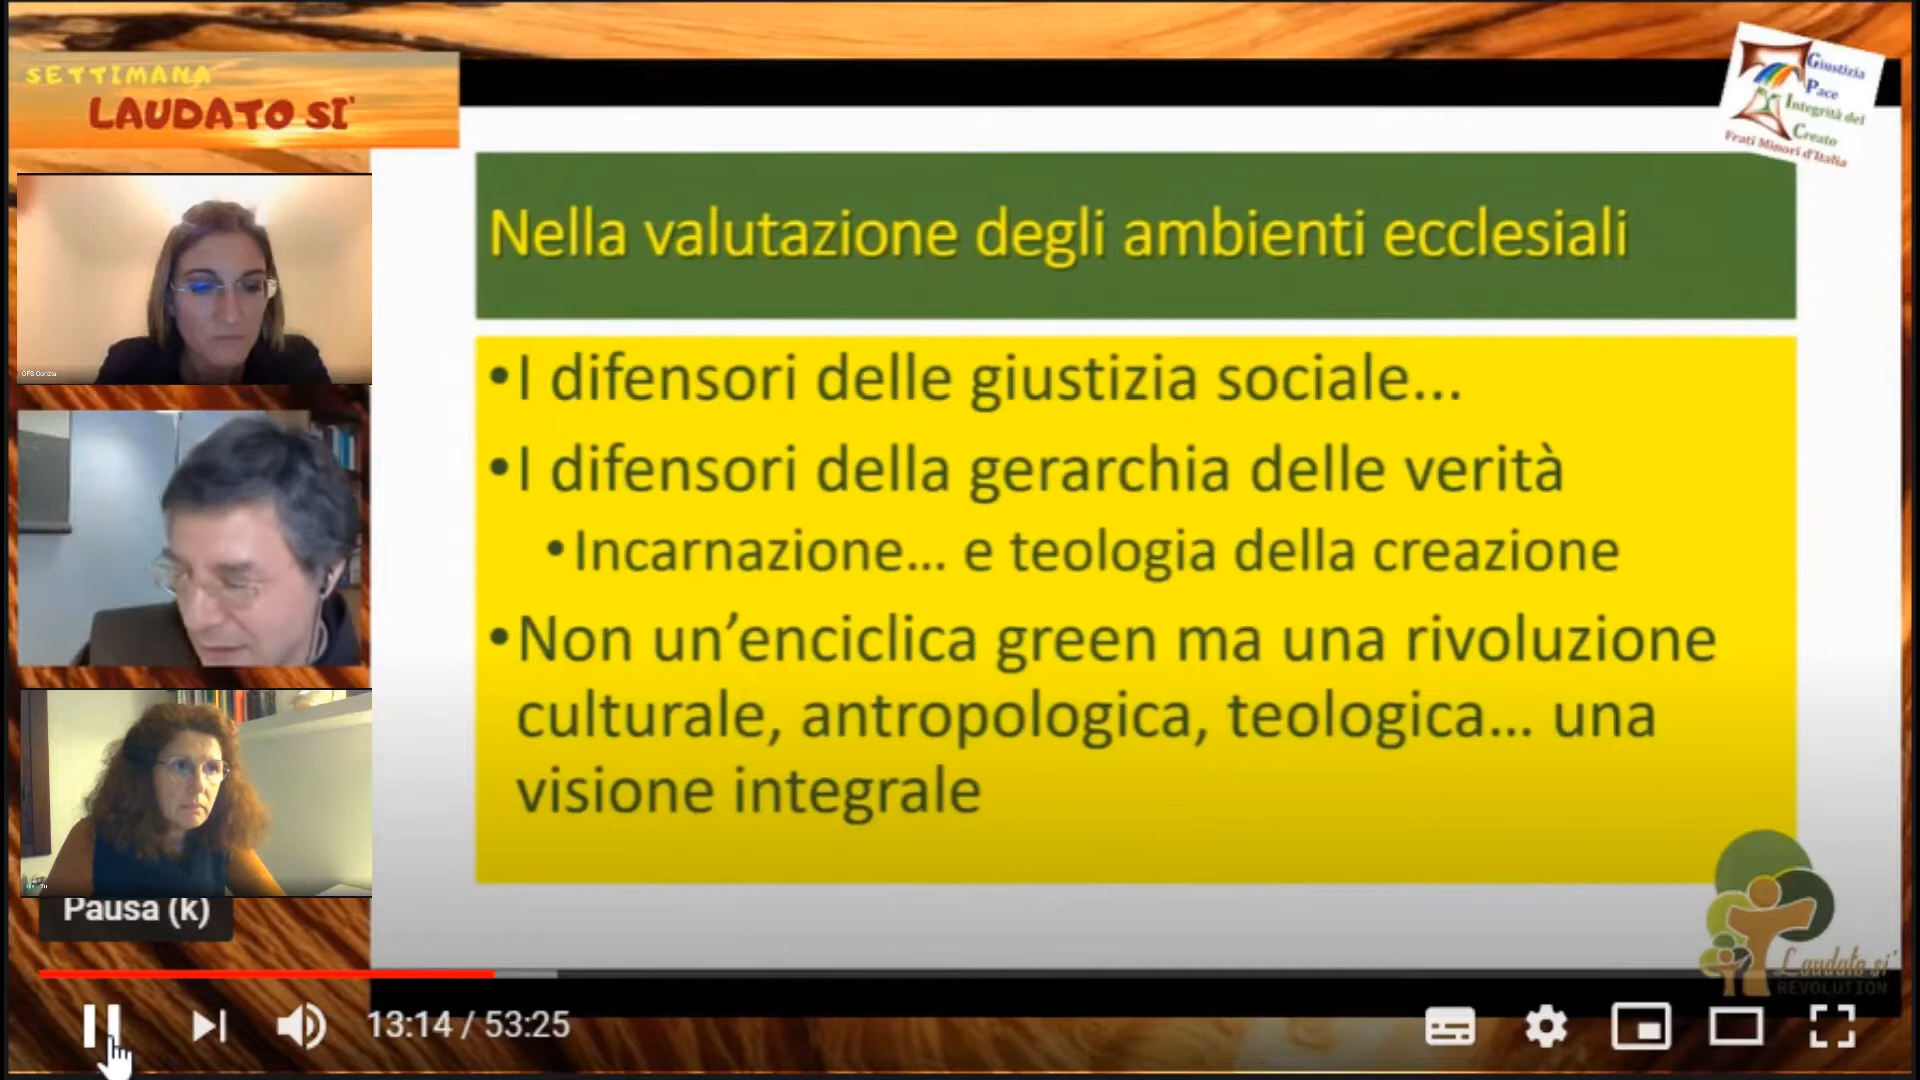 SETTIMANA
LAUDATO SI'
Giustizia
Pace
Integrità del
Creato
Frati Minori d'Italia
Nella valutazione degli ambienti ecclesiali
•I difensori delle giustizia sociale...
•I difensori della gerarchia delle verità
•Incarnazione... e teologia della creazione
•Non un'enciclica green ma una rivoluzione
culturale, antropologica, teologica... una
visione integrale
OFS Gorizia
Pausa (k)
Laudato si'
REVOLUTION
13:14 / 53:25